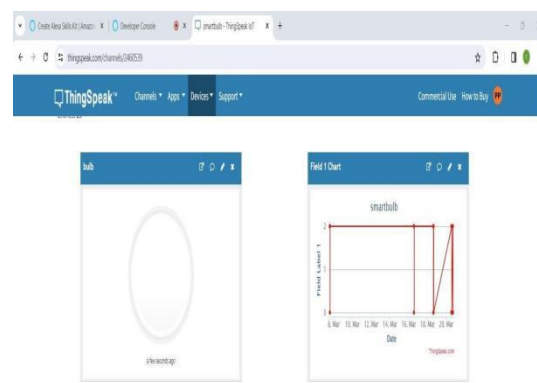 Create Alexa Skills Kit | Amazon
Developer Console
smartbulb - ThingSpeak IoT
thingspeak.com/channels/2460539
ThingSpeak™
Channels
Apps
Devices
Support
Commercial Use
How to Buy
PP
bulb
a few seconds ago
Field 1 Chart
smartbulb
Field Label 1
2
1
0
8. Mar
10. Mar
12. Mar
14. Mar
16. Mar
18. Mar
20. Mar
Date
ThingSpeak.com